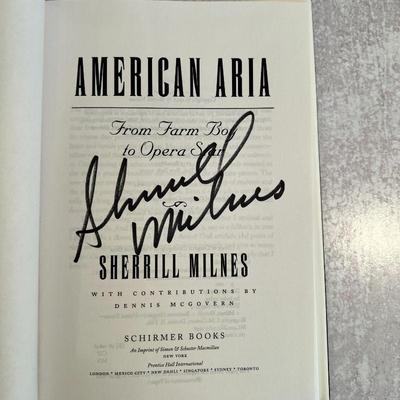 AMERICAN ARIA
From Farm Boy
to Opera Star
Sherrill
Milnes
SHERRILL MILNES
WITH CONTRIBUTIONS BY
DENNIS MCGOVERN
SCHIRMER BOOKS
An Imprint of Simon & Schuster Macmillan
NEW YORK
Prentice Hall International
LONDON • MEXICO CITY • NEW DELHI • SINGAPORE • SYDNEY • TORONTO